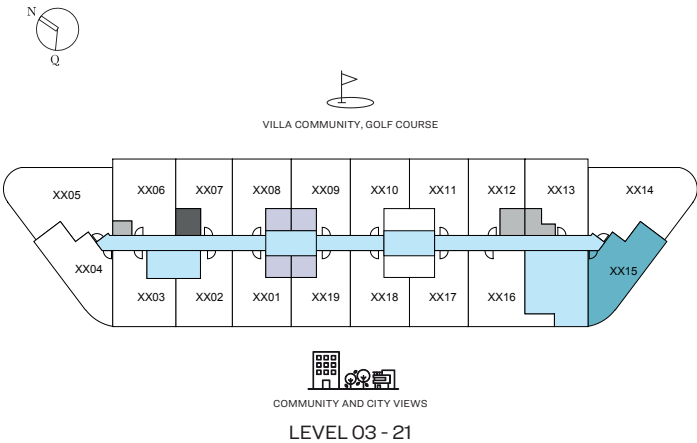 N
Q
VILLA COMMUNITY, GOLF COURSE
XX05
XX06
XX07
XX08
XX09
XX10
XX11
XX12
XX13
XX14
XX04
XX03
XX02
XX01
XX19
XX18
XX17
XX16
XX15
COMMUNITY AND CITY VIEWS
LEVEL 03 - 21